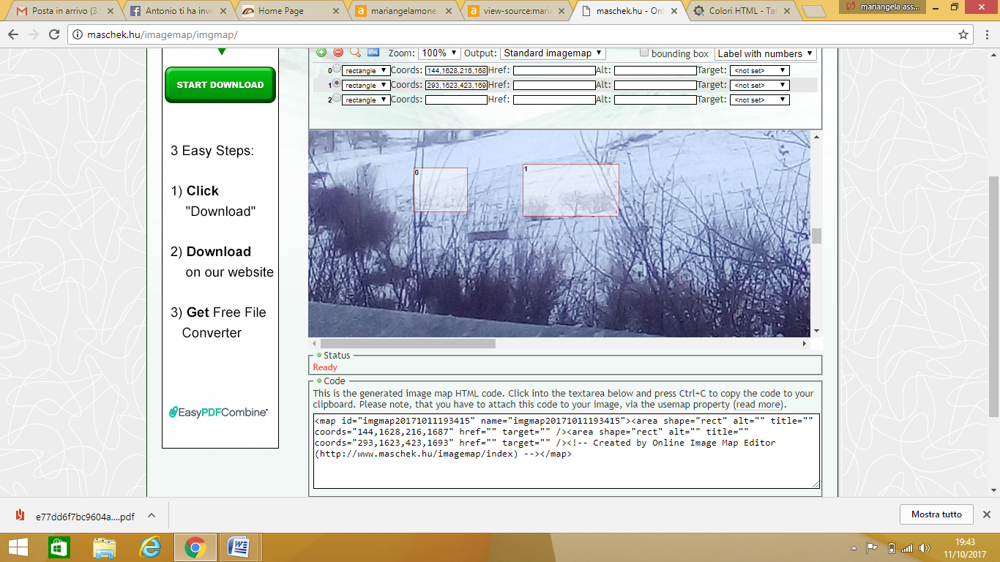 Posta in arrivo (3.
Antonio ti ha invia
Home Page
mariangelamone.
view-source:maria
maschek.hu - Onl
Colori HTML - Tab
mariangela ass...
maschek.hu/imagemap/imgmap/
START DOWNLOAD
3 Easy Steps:
1) Click
"Download"
2) Download
on our website
3) Get Free File
Converter
EasyPDFCombine
Zoom: 100% Output: Standard imagemap bounding box Label with numbers
0 rectangle Coords: 144,1628,216,168 Href: Alt: Target: <not set>
1 rectangle Coords: 293,1623,423,169 Href: Alt: Target: <not set>
2 rectangle Coords: Href: Alt: Target: <not set>
0
1
Status
Ready
Code
This is the generated image map HTML code. Click into the textarea below and press Ctrl+C to copy the code to your
clipboard. Please note, that you have to attach this code to your image, via the usemap property (read more).
<map id="imgmap20171011193415" name="imgmap20171011193415"><area shape="rect" alt="" title=""
coords="144,1628,216,1687" href="" target="" /><area shape="rect" alt="" title=""
coords="293,1623,423,1693" href="" target="" /><!-- Created by Online Image Map Editor
(http://www.maschek.hu/imagemap/index) --></map>
e77dd6f7bc9604a....pdf
Mostra tutto
19:43
11/10/2017